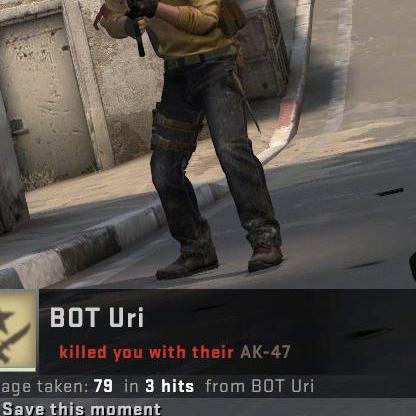 BOT Uri
killed you with their AK-47
age taken: 79 in 3 hits from BOT Uri
Save this moment